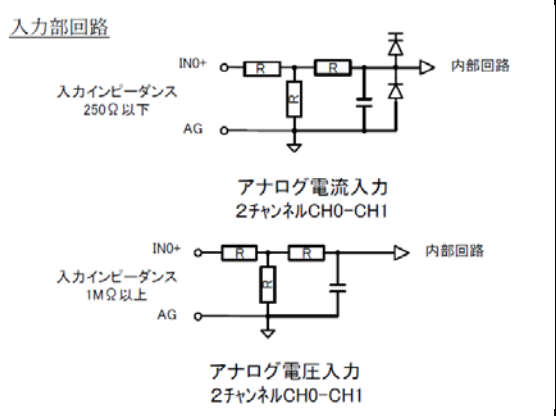 入力部回路
IN0+
R
R
R
内部回路
入力インピーダンス
250Ω以下
AG
アナログ電流入力
2チャンネルCH0-CH1
IN0+
R
R
R
内部回路
入力インピーダンス
1MΩ以上
AG
アナログ電圧入力
2チャンネルCH0-CH1